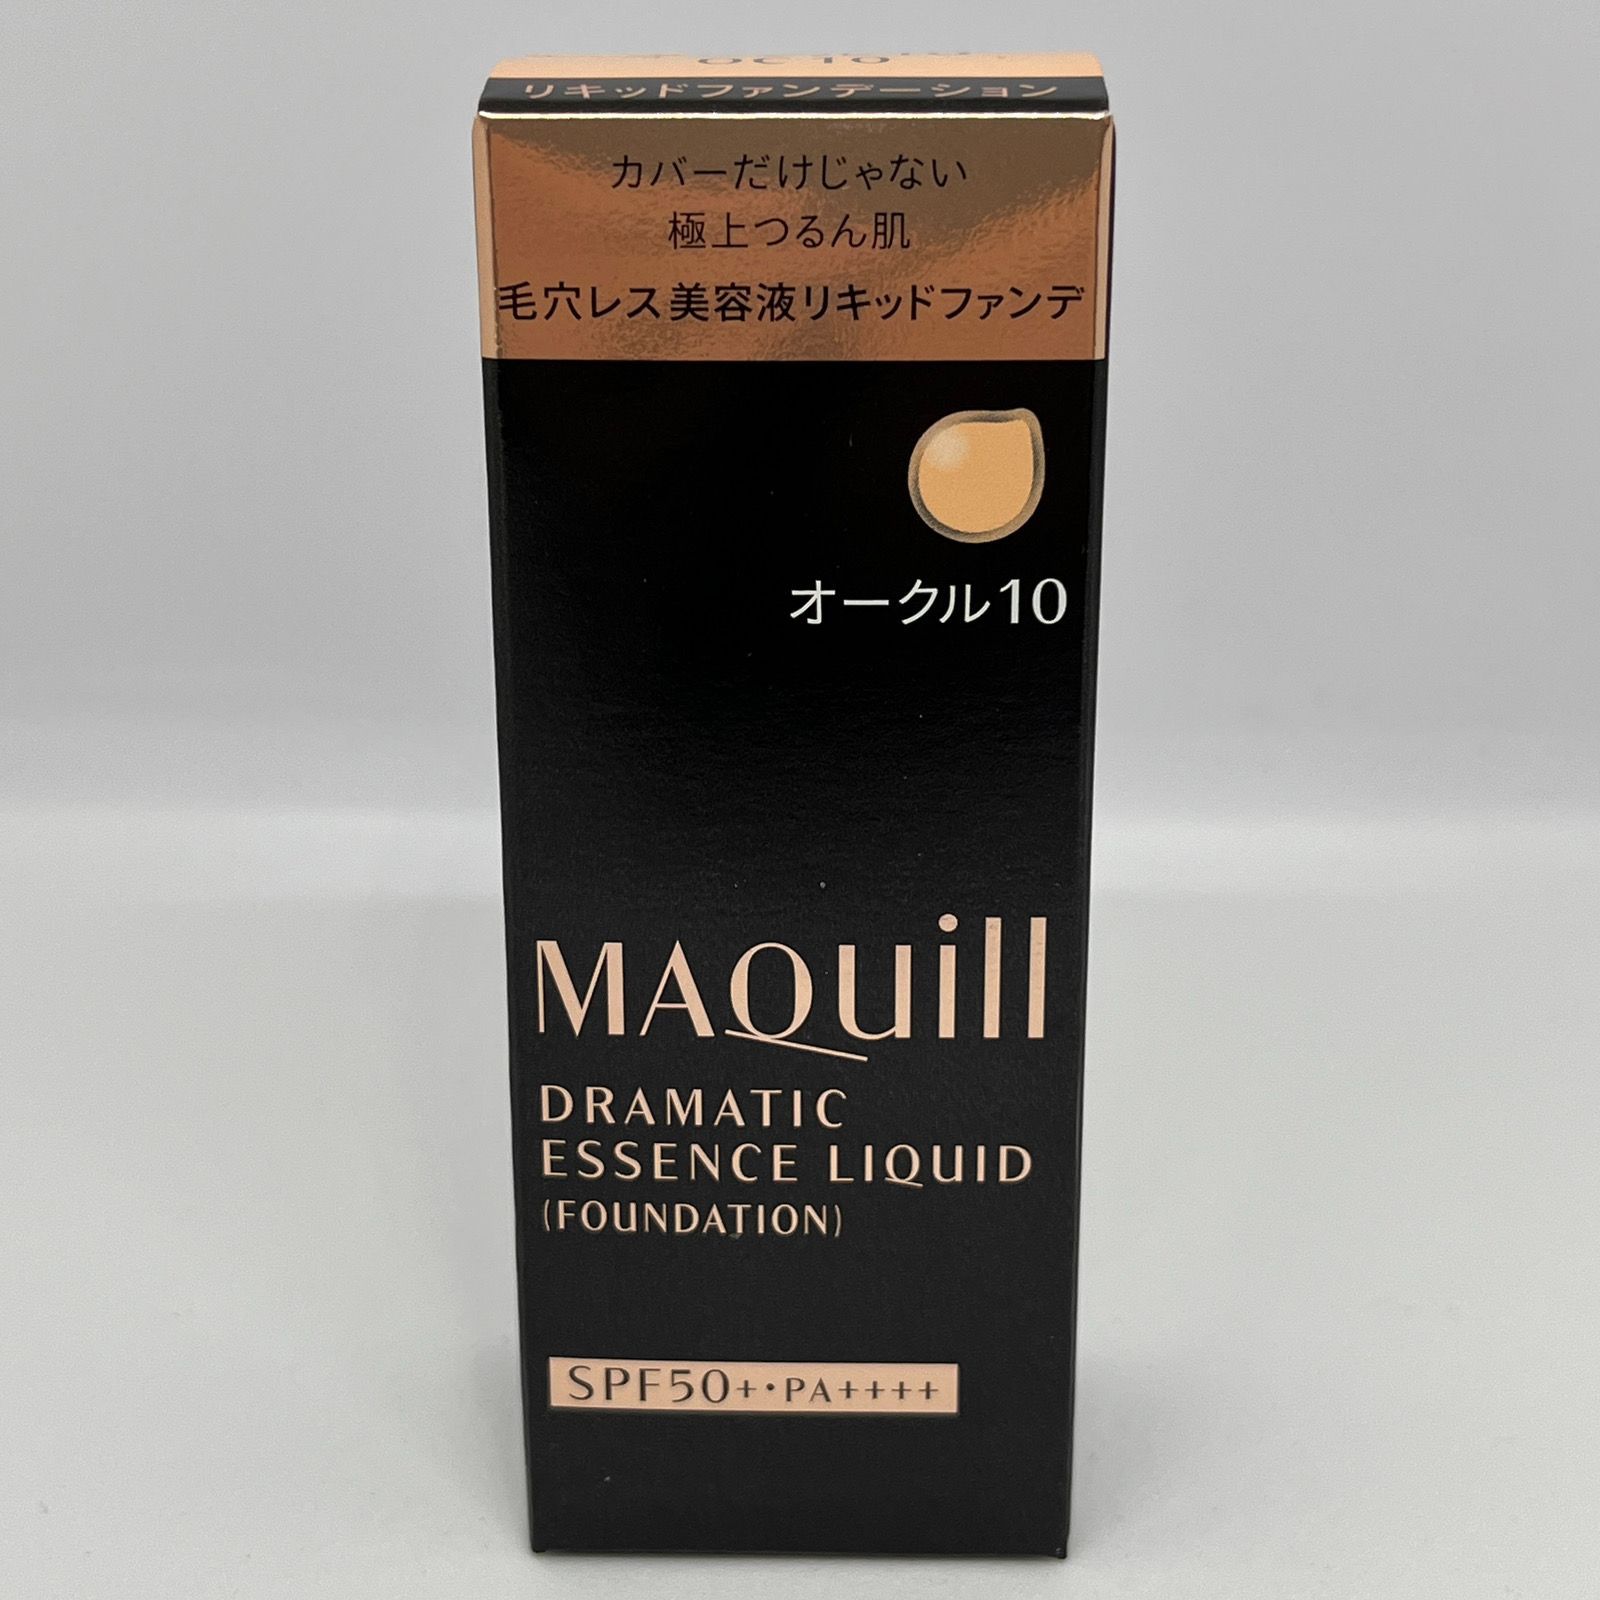 OC10
リキッドファンデーション
カバーだけじゃない
極上つるん肌
毛穴レス美容液リキッドファンデ
オークル10
MAQuill
DRAMATIC
ESSENCE LIQUID
(FOUNDATION)
SPF50+・PA++++